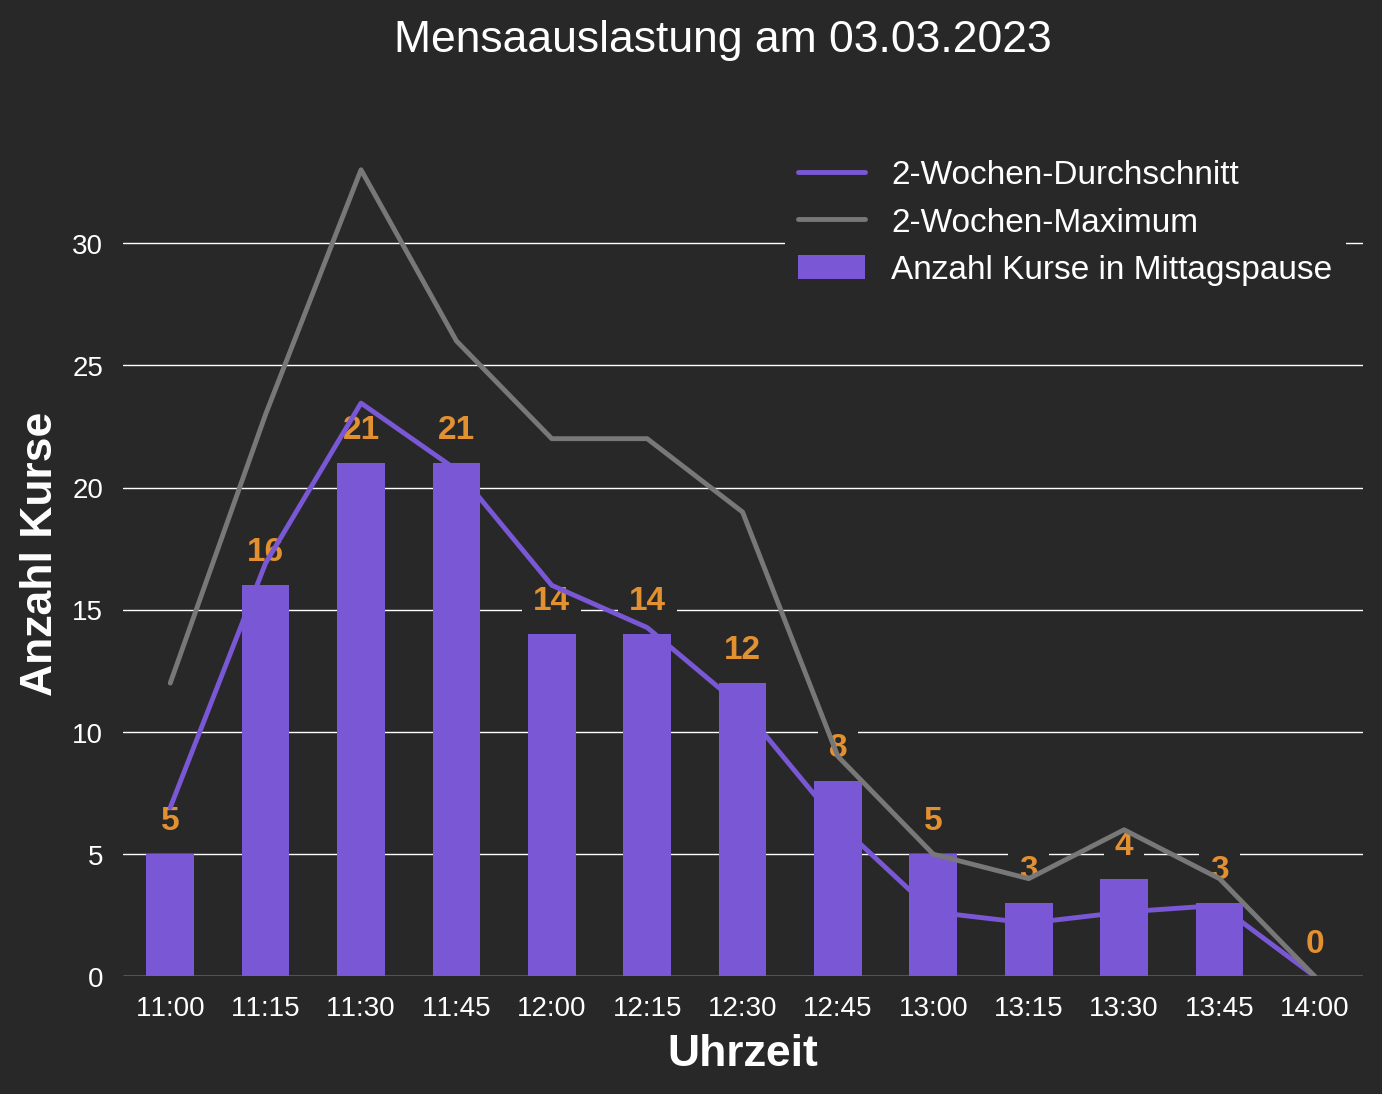 Mensaauslastung am 03.03.2023
2-Wochen-Durchschnitt
2-Wochen-Maximum
Anzahl Kurse in Mittagspause
Anzahl Kurse
30
25
20
15
10
5
0
5
16
21
21
14
14
12
8
5
3
4
3
0
11:00 11:15 11:30 11:45 12:00 12:15 12:30 12:45 13:00 13:15 13:30 13:45 14:00
Uhrzeit